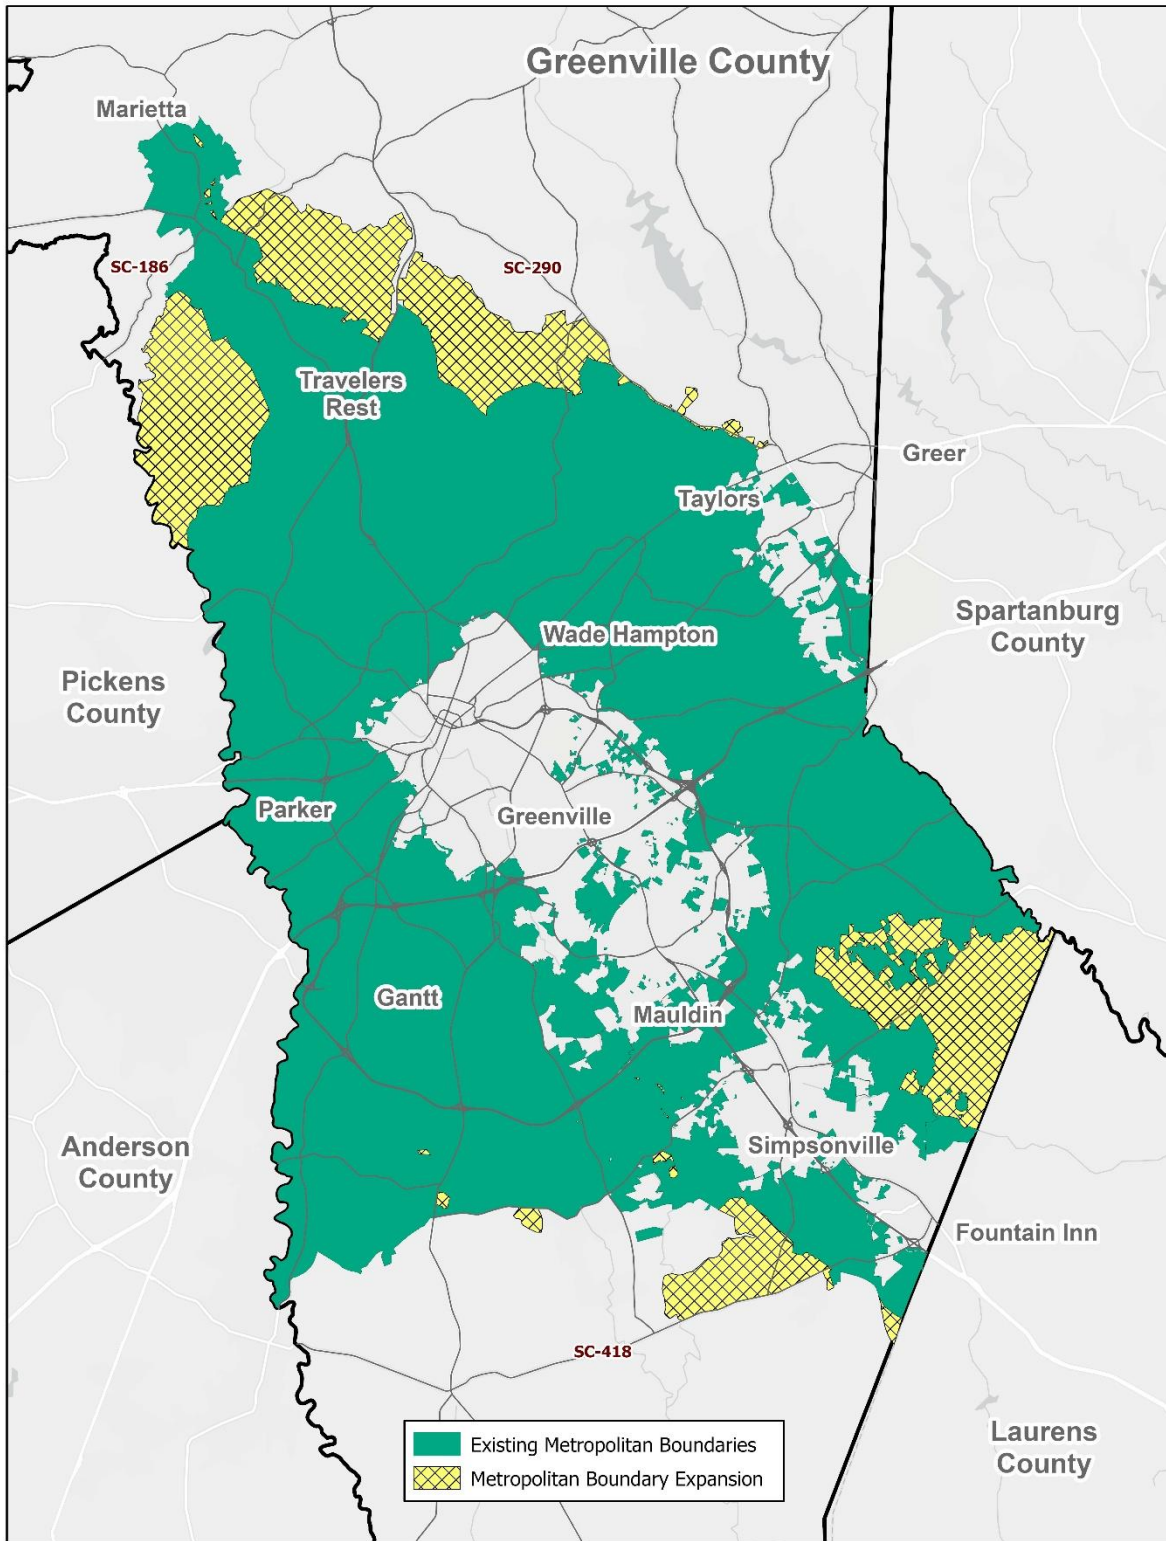 Greenville County
Marietta
SC-186
SC-290
Travelers
Rest
Greer
Taylors
Wade Hampton
Spartanburg
County
Pickens
County
Parker
Greenville
Gantt
Mauldin
Anderson
County
Simpsonville
Fountain Inn
SC-418
Laurens
County
Existing Metropolitan Boundaries
Metropolitan Boundary Expansion